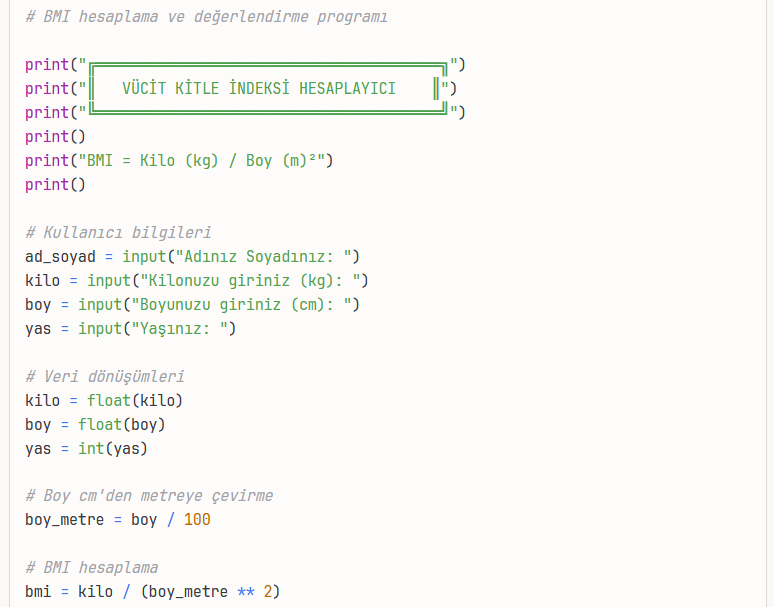 # BMI hesaplama ve değerlendirme programı
print("╔════════════════════════════════════════╗")
print("║   VÜCİT KİTLE İNDEKSİ HESAPLAYICI    ║")
print("╚════════════════════════════════════════╝")
print()
print("BMI = Kilo (kg) / Boy (m)²")
print()
# Kullanıcı bilgileri
ad_soyad = input("Adınız Soyadınız: ")
kilo = input("Kilonuzu giriniz (kg): ")
boy = input("Boyunuzu giriniz (cm): ")
yas = input("Yaşınız: ")
# Veri dönüşümleri
kilo = float(kilo)
boy = float(boy)
yas = int(yas)
# Boy cm'den metreye çevirme
boy_metre = boy / 100
# BMI hesaplama
bmi = kilo / (boy_metre ** 2)